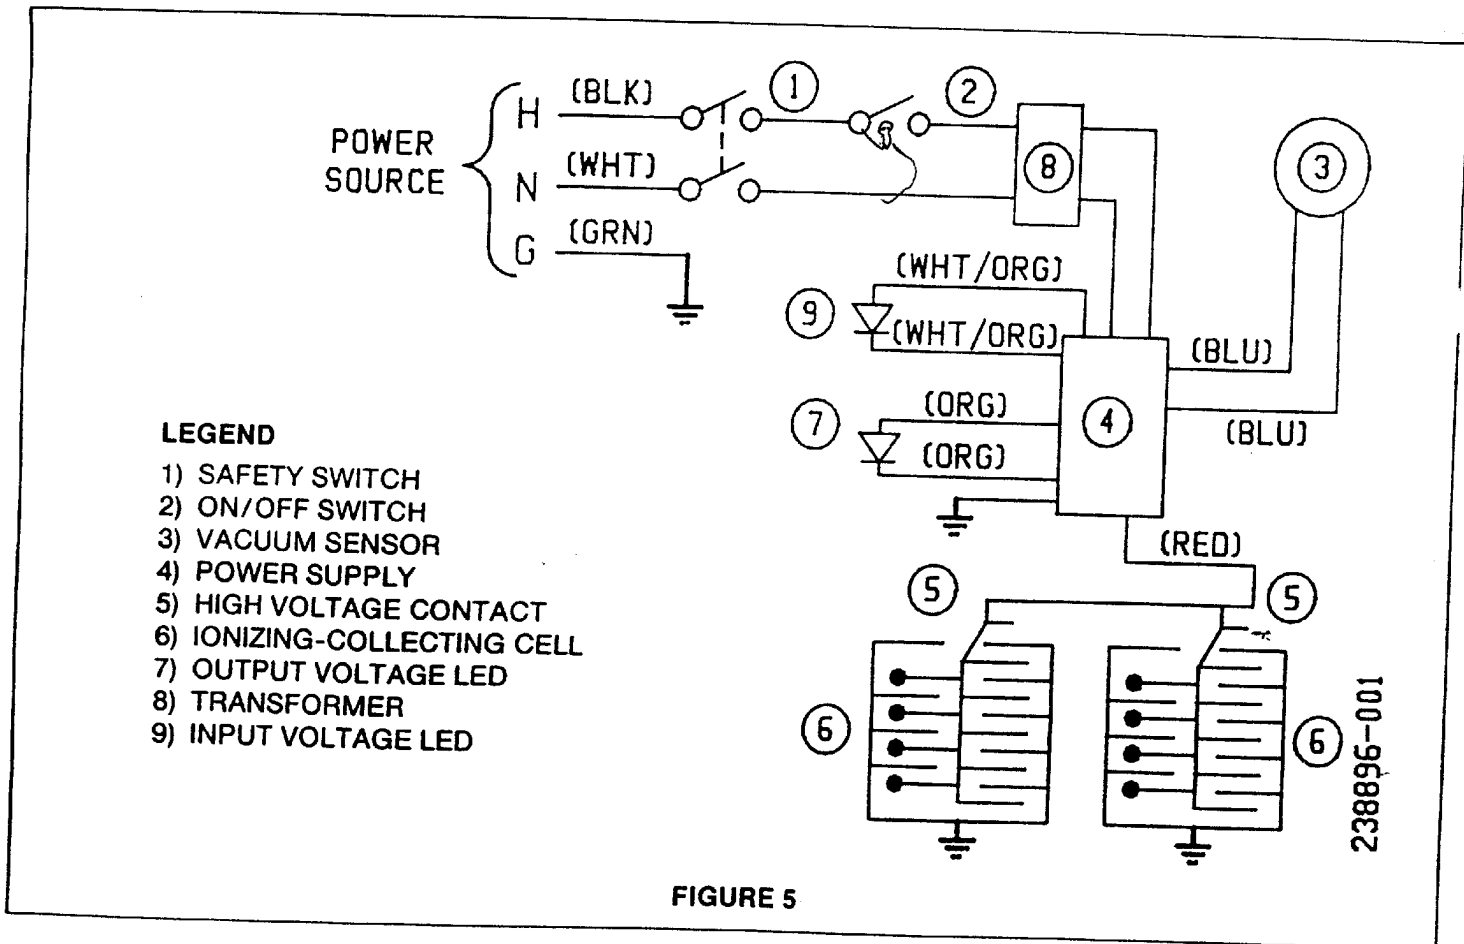 POWER
SOURCE
H
(BLK)
1
2
N
(WHT)
8
3
G
(GRN)
(WHT/ORG)
9
(WHT/ORG)
(BLU)
(ORG)
7
4
(BLU)
(ORG)
(RED)
5
5
6
6
238896-001
LEGEND
1) SAFETY SWITCH
2) ON/OFF SWITCH
3) VACUUM SENSOR
4) POWER SUPPLY
5) HIGH VOLTAGE CONTACT
6) IONIZING-COLLECTING CELL
7) OUTPUT VOLTAGE LED
8) TRANSFORMER
9) INPUT VOLTAGE LED
FIGURE 5